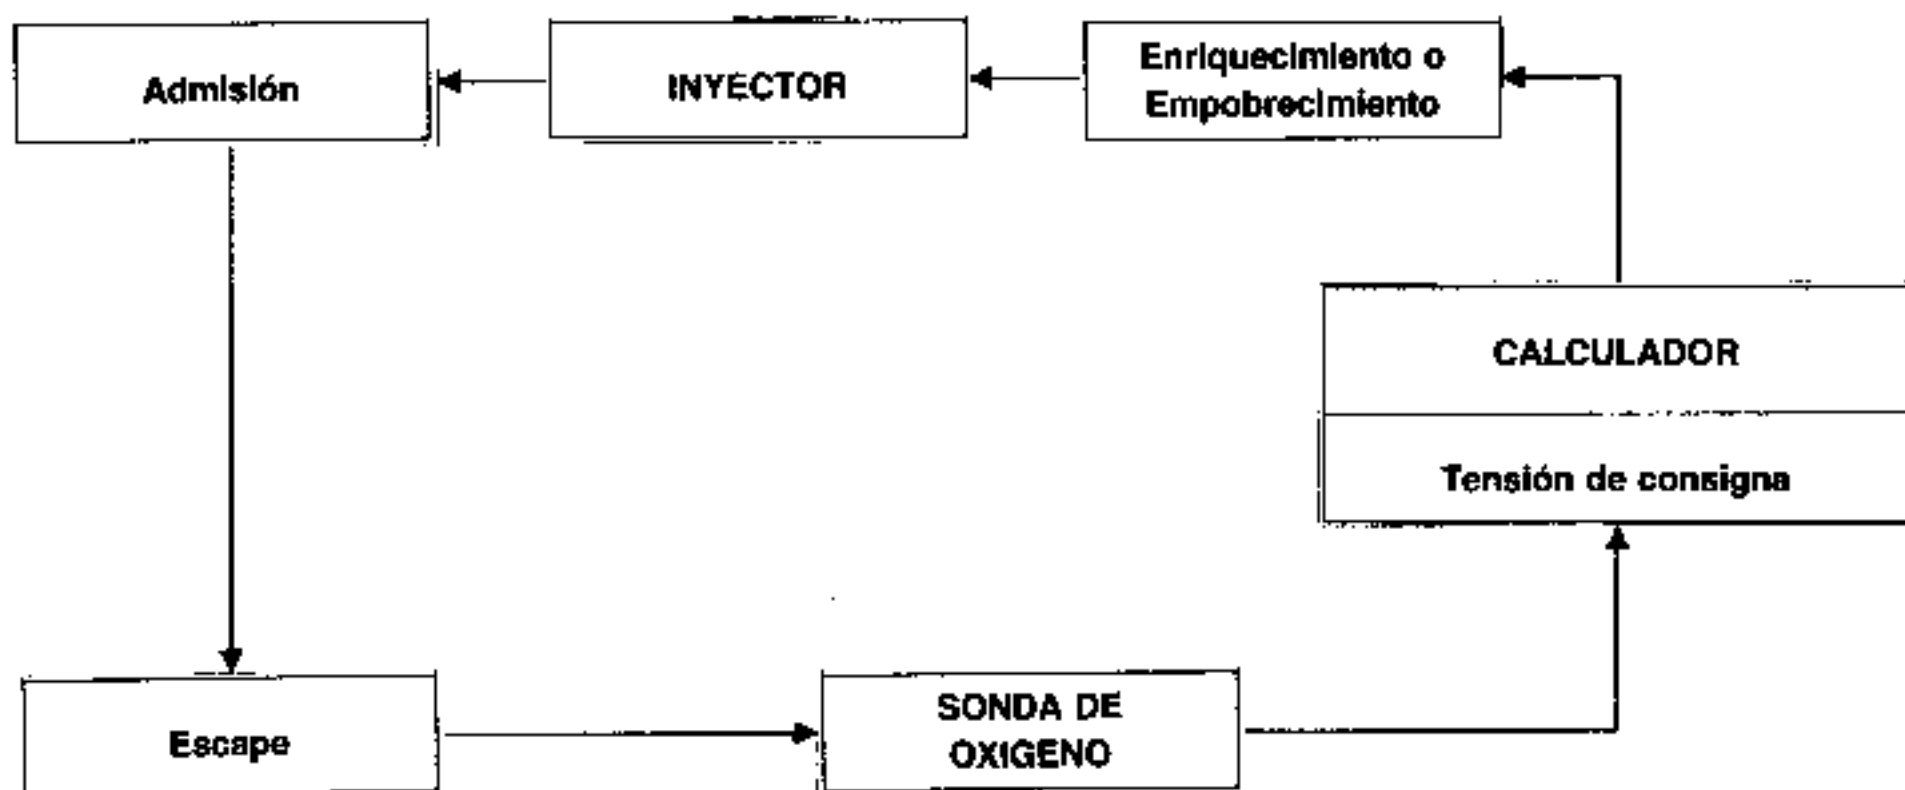 Admisión
INYECTOR
Enriquecimiento o
Empobrecimiento
CALCULADOR
Tensión de consigna
Escape
SONDA DE
OXIGENO